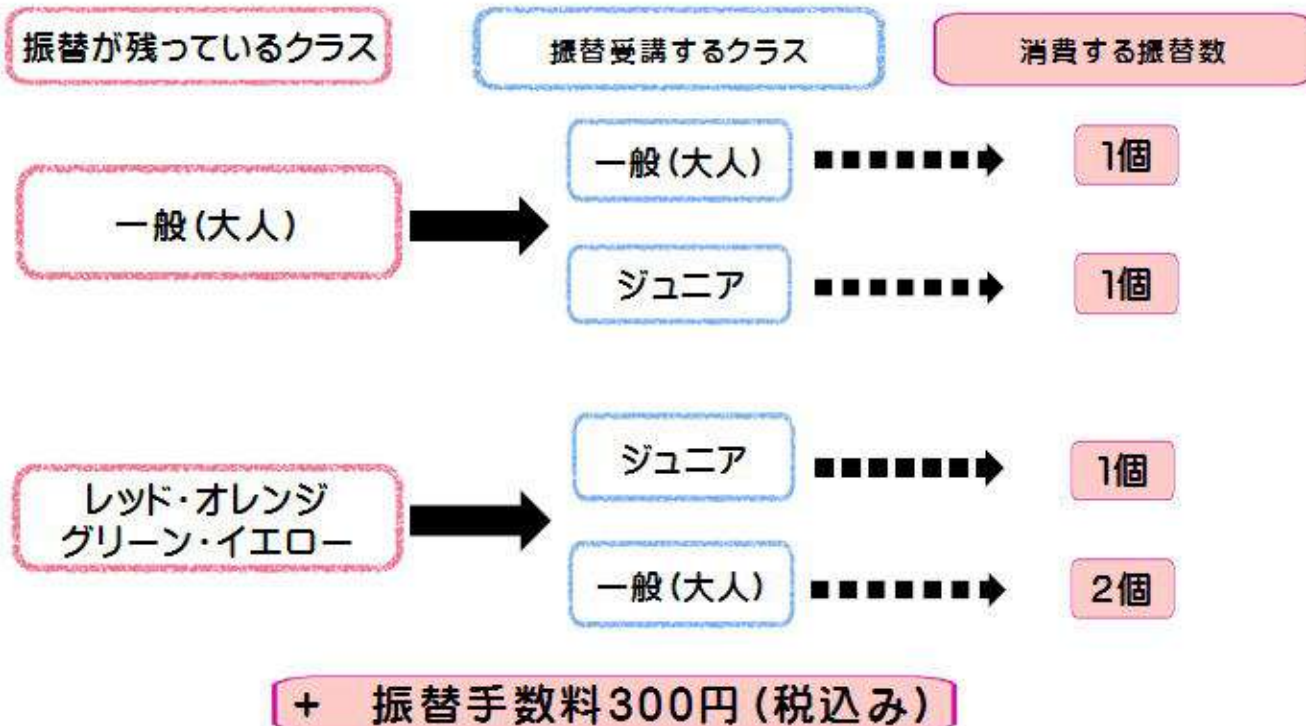 振替が残っているクラス
振替受講するクラス
消費する振替数
一般(大人)
一般(大人)
1個
ジュニア
1個
レッド・オレンジ
グリーン・イエロー
ジュニア
1個
一般(大人)
2個
+ 振替手数料300円(税込み)